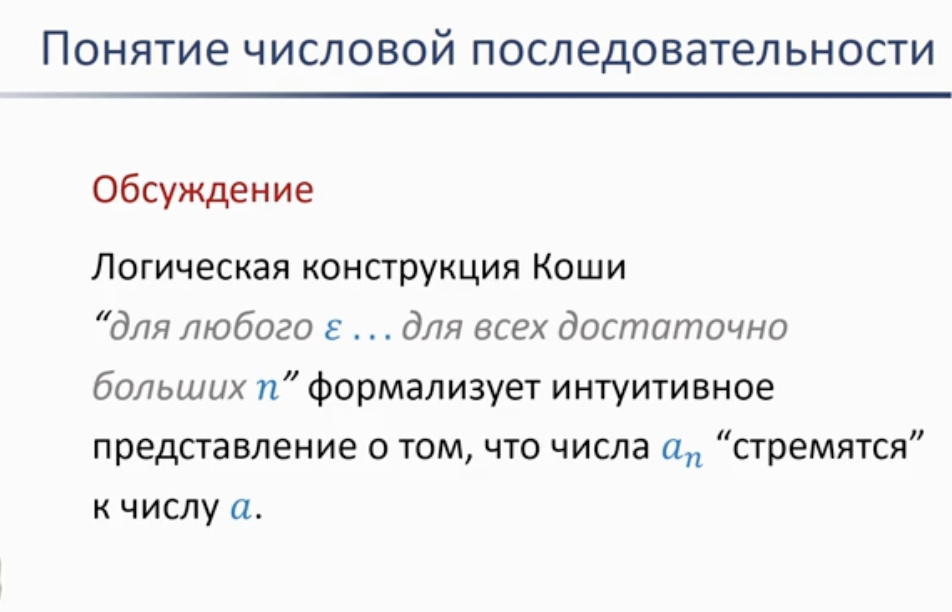 Понятие числовой последовательности
Обсуждение
Логическая конструкция Коши
“для любого ε … для всех достаточно
больших n” формализует интуитивное
представление о том, что числа aₙ “стремятся”
к числу a.